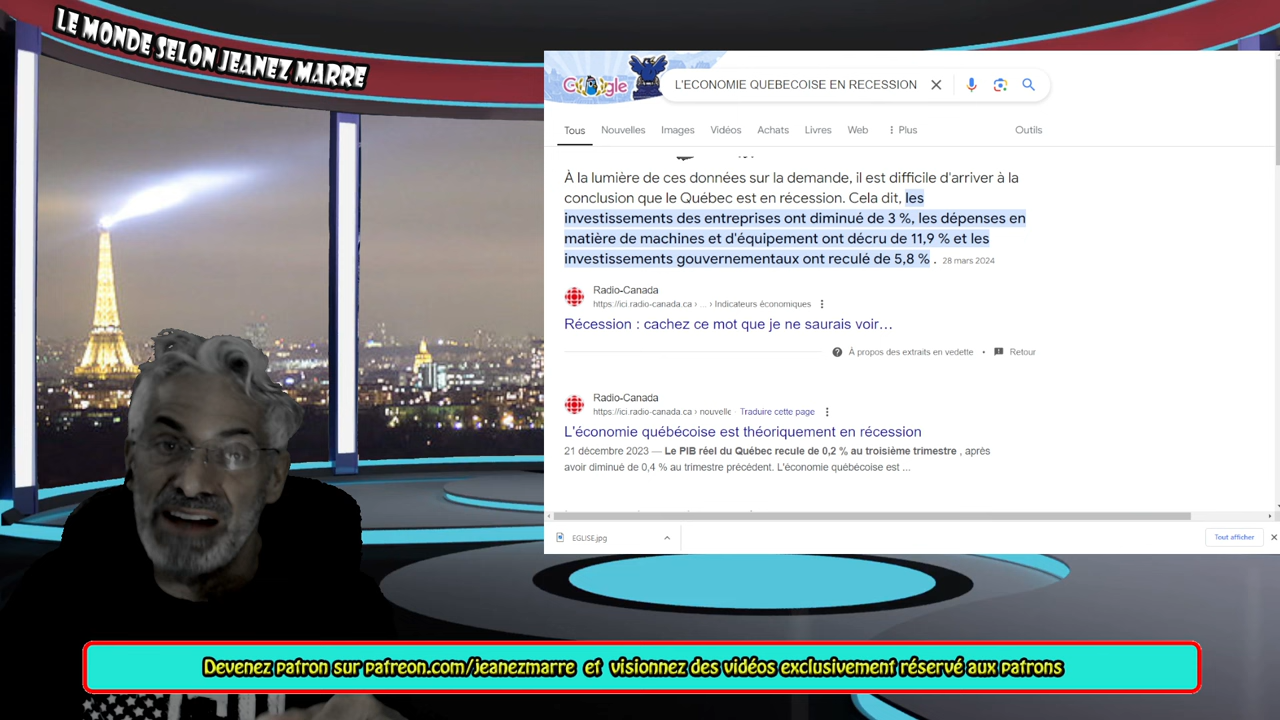 LE MONDE SELON JEANEZ MARRE
Google
L'ECONOMIE QUEBECOISE EN RECESSION
Tous Nouvelles Images Vidéos Achats Livres Web Plus Outils
À la lumière de ces données sur la demande, il est difficile d'arriver à la
conclusion que le Québec est en récession. Cela dit, les
investissements des entreprises ont diminué de 3 %, les dépenses en
matière de machines et d'équipement ont décru de 11,9 % et les
investissements gouvernementaux ont reculé de 5,8 % . 28 mars 2024
Radio-Canada
https://ici.radio-canada.ca › ... › Indicateurs économiques
Récession : cachez ce mot que je ne saurais voir…
À propos des extraits en vedette • Retour
Radio-Canada
https://ici.radio-canada.ca › nouvelle Traduire cette page
L'économie québécoise est théoriquement en récession
21 décembre 2023 — Le PIB réel du Québec recule de 0,2 % au troisième trimestre , après
avoir diminué de 0,4 % au trimestre précédent. L'économie québécoise est ...
EGLISE.jpg
Tout afficher
Devenez patron sur patreon.com/jeanezmarre et visionnez des vidéos exclusivement réservé aux patrons